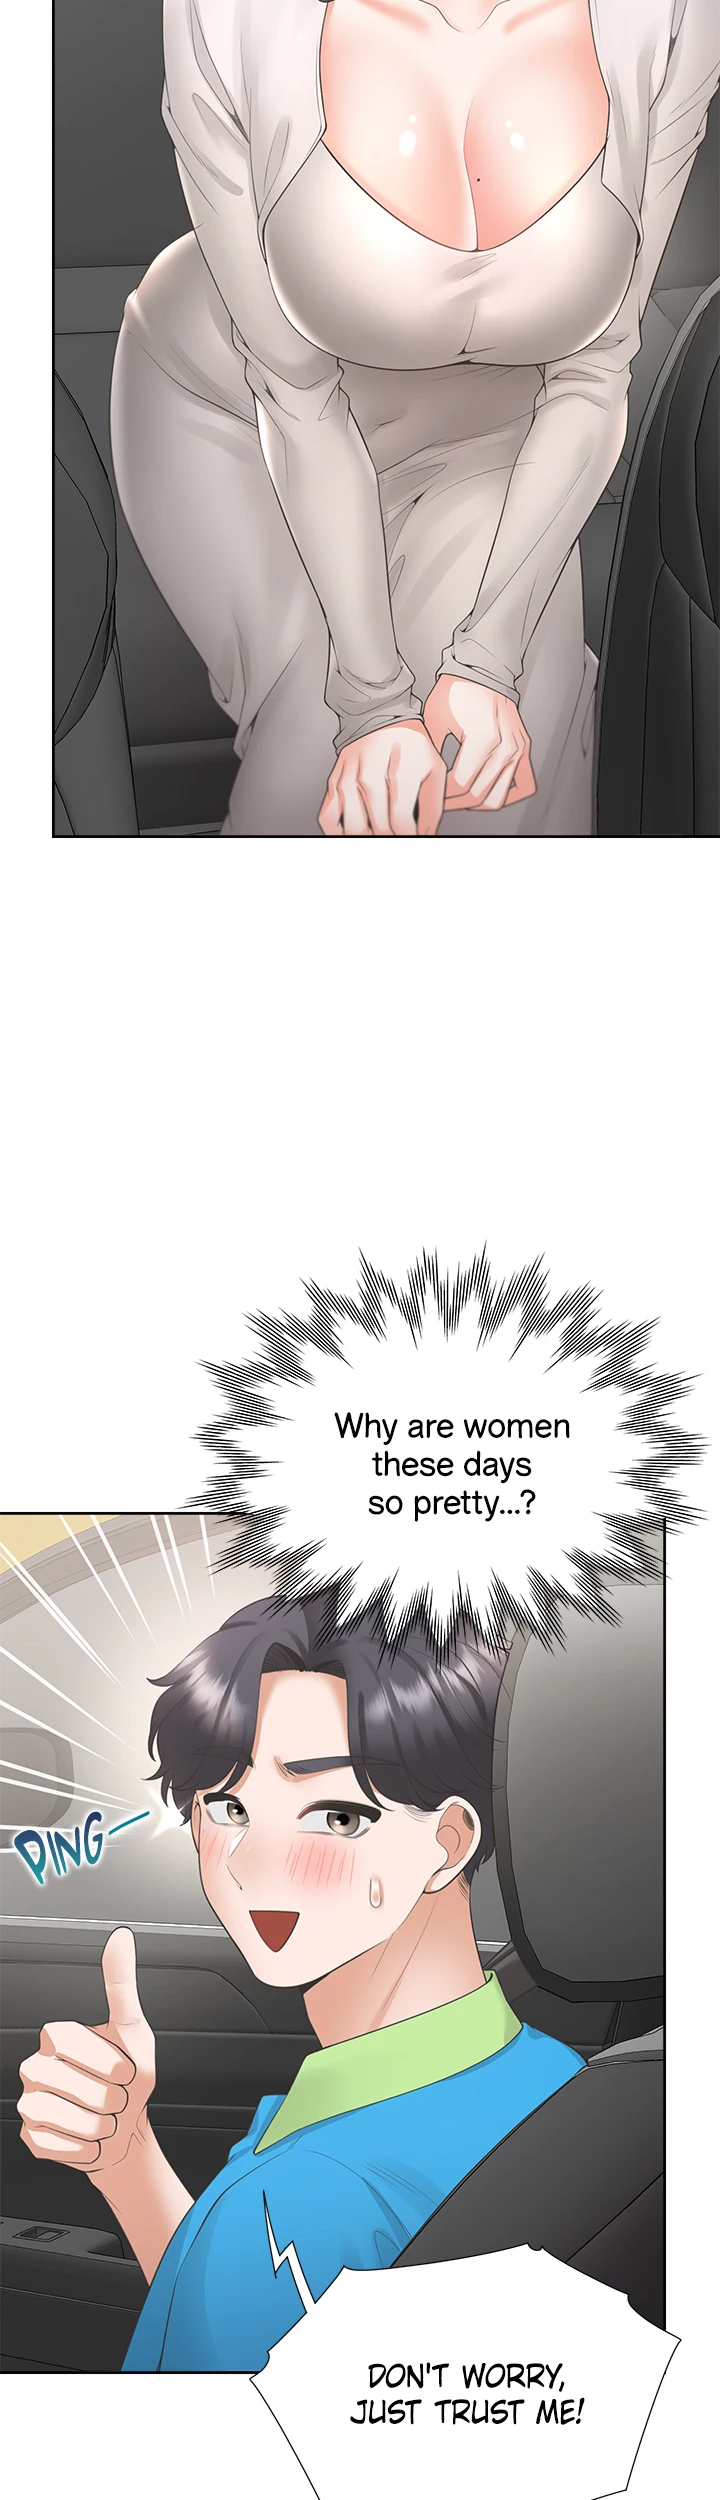 Why are women
these days
so pretty...?
DING
DON'T WORRY,
JUST TRUST ME!